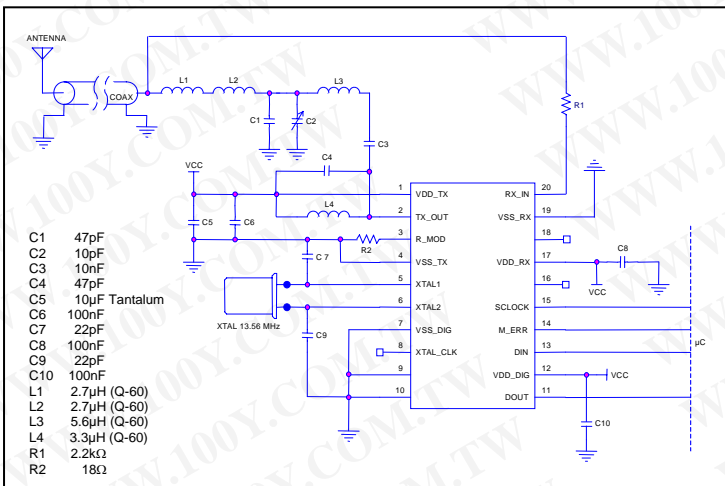 ANTENNA
COAX
L1
L2
L3
C1
C2
C3
R1
C4
VCC
L4
C5
C6
R2
C7
XTAL 13.56 MHz
C9
1 VDD_TX
2 TX_OUT
3 R_MOD
4 VSS_TX
5 XTAL1
6 XTAL2
7 VSS_DIG
8 XTAL_CLK
9
10
RX_IN 20
VSS_RX 19
18
VDD_RX 17
16
SCLOCK 15
M_ERR 14
DIN 13
VDD_DIG 12
DOUT 11
C8
VCC
µC
VCC
C10
C1 47pF
C2 10pF
C3 10nF
C4 47pF
C5 10µF Tantalum
C6 100nF
C7 22pF
C8 100nF
C9 22pF
C10 100nF
L1 2.7µH (Q-60)
L2 2.7µH (Q-60)
L3 5.6µH (Q-60)
L4 3.3µH (Q-60)
R1 2.2kΩ
R2 18Ω
WWW.100Y.COM.TW